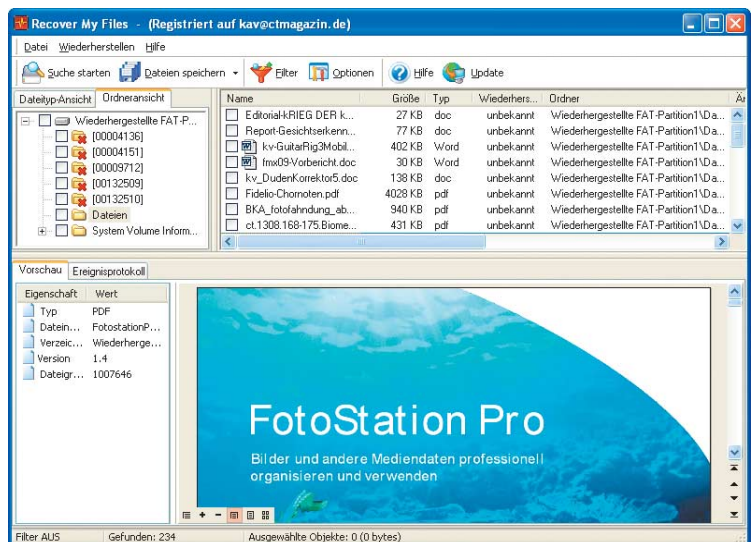 Recover My Files - (Registriert auf kav@ctmagazin.de)
Datei Wiederherstellen Hilfe
Suche starten Dateien speichern Filter Optionen Hilfe Update
Dateityp-Ansicht Ordneransicht
Wiederhergestellte FAT-P...
[00004136]
[00004151]
[00009712]
[00132509]
[00132510]
Dateien
System Volume Inform...
Name Größe Typ Wiederhers... Ordner Än
Editorial-kRIEG DER k... 27 KB doc unbekannt Wiederhergestellte FAT-Partition1\Da...
Report-Gesichtserkenn... 77 KB doc unbekannt Wiederhergestellte FAT-Partition1\Da...
kv-GuitarRig3Mobil... 402 KB Word unbekannt Wiederhergestellte FAT-Partition1\Da...
fmx09-Vorbericht.doc 30 KB Word unbekannt Wiederhergestellte FAT-Partition1\Da...
kv_DudenKorrektor5.doc 138 KB doc unbekannt Wiederhergestellte FAT-Partition1\Da...
Fidelio-Chornoten.pdf 4028 KB pdf unbekannt Wiederhergestellte FAT-Partition1\Da...
BKA_fotofahndung_ab... 940 KB pdf unbekannt Wiederhergestellte FAT-Partition1\Da...
ct.1308.168-175.Biome... 431 KB pdf unbekannt Wiederhergestellte FAT-Partition1\Da...
Vorschau Ereignisprotokoll
Eigenschaft Wert
Typ PDF
Datein... FotostationP...
Verzeic... Wiederherge...
Version 1.4
Dateigr... 1007646
FotoStation Pro
Bilder und andere Mediendaten professionell
organisieren und verwenden
Filter AUS Gefunden: 234 Ausgewählte Objekte: 0 (0 bytes)